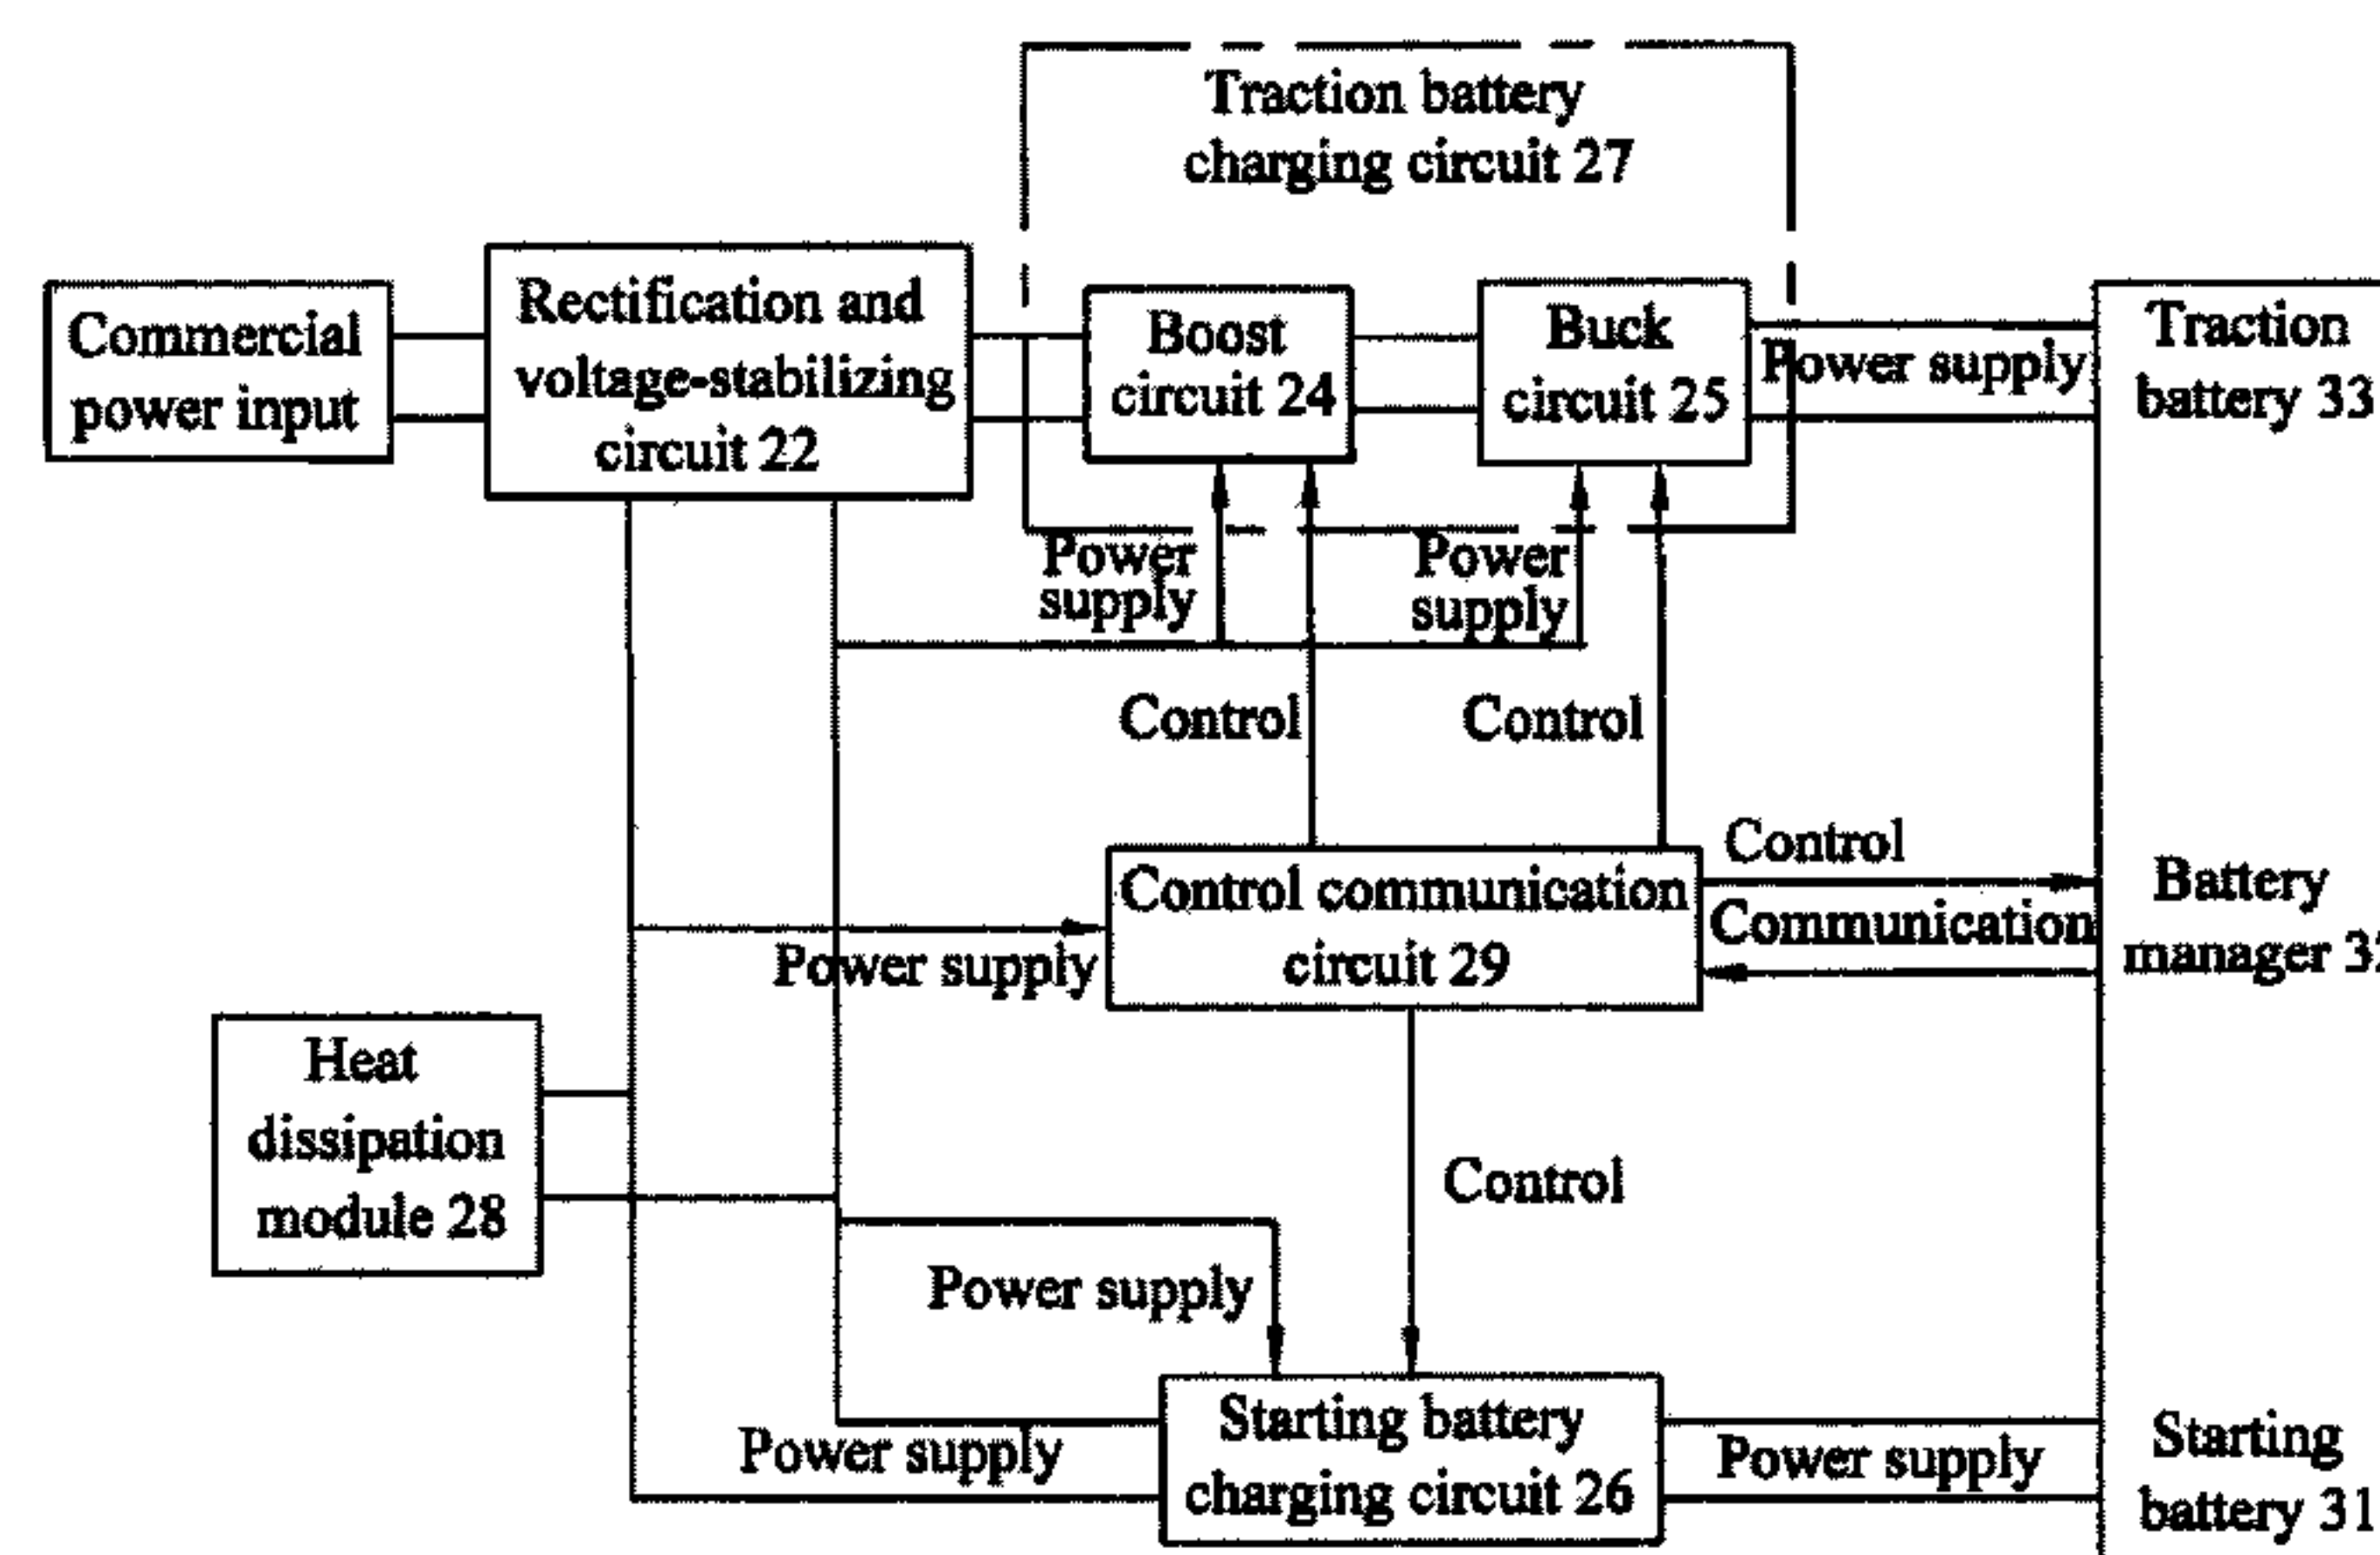 Traction battery
charging circuit 27
Commercial
power input
Rectification and
voltage-stabilizing
circuit 22
Boost
circuit 24
Buck
circuit 25
Power supply
Traction
battery 33
Power
supply
Power
supply
Control
Control
Control communication
circuit 29
Control
Communication
Battery
manager
Power supply
Heat
dissipation
module 28
Control
Power supply
Starting battery
charging circuit 26
Power supply
Power supply
Starting
battery 31